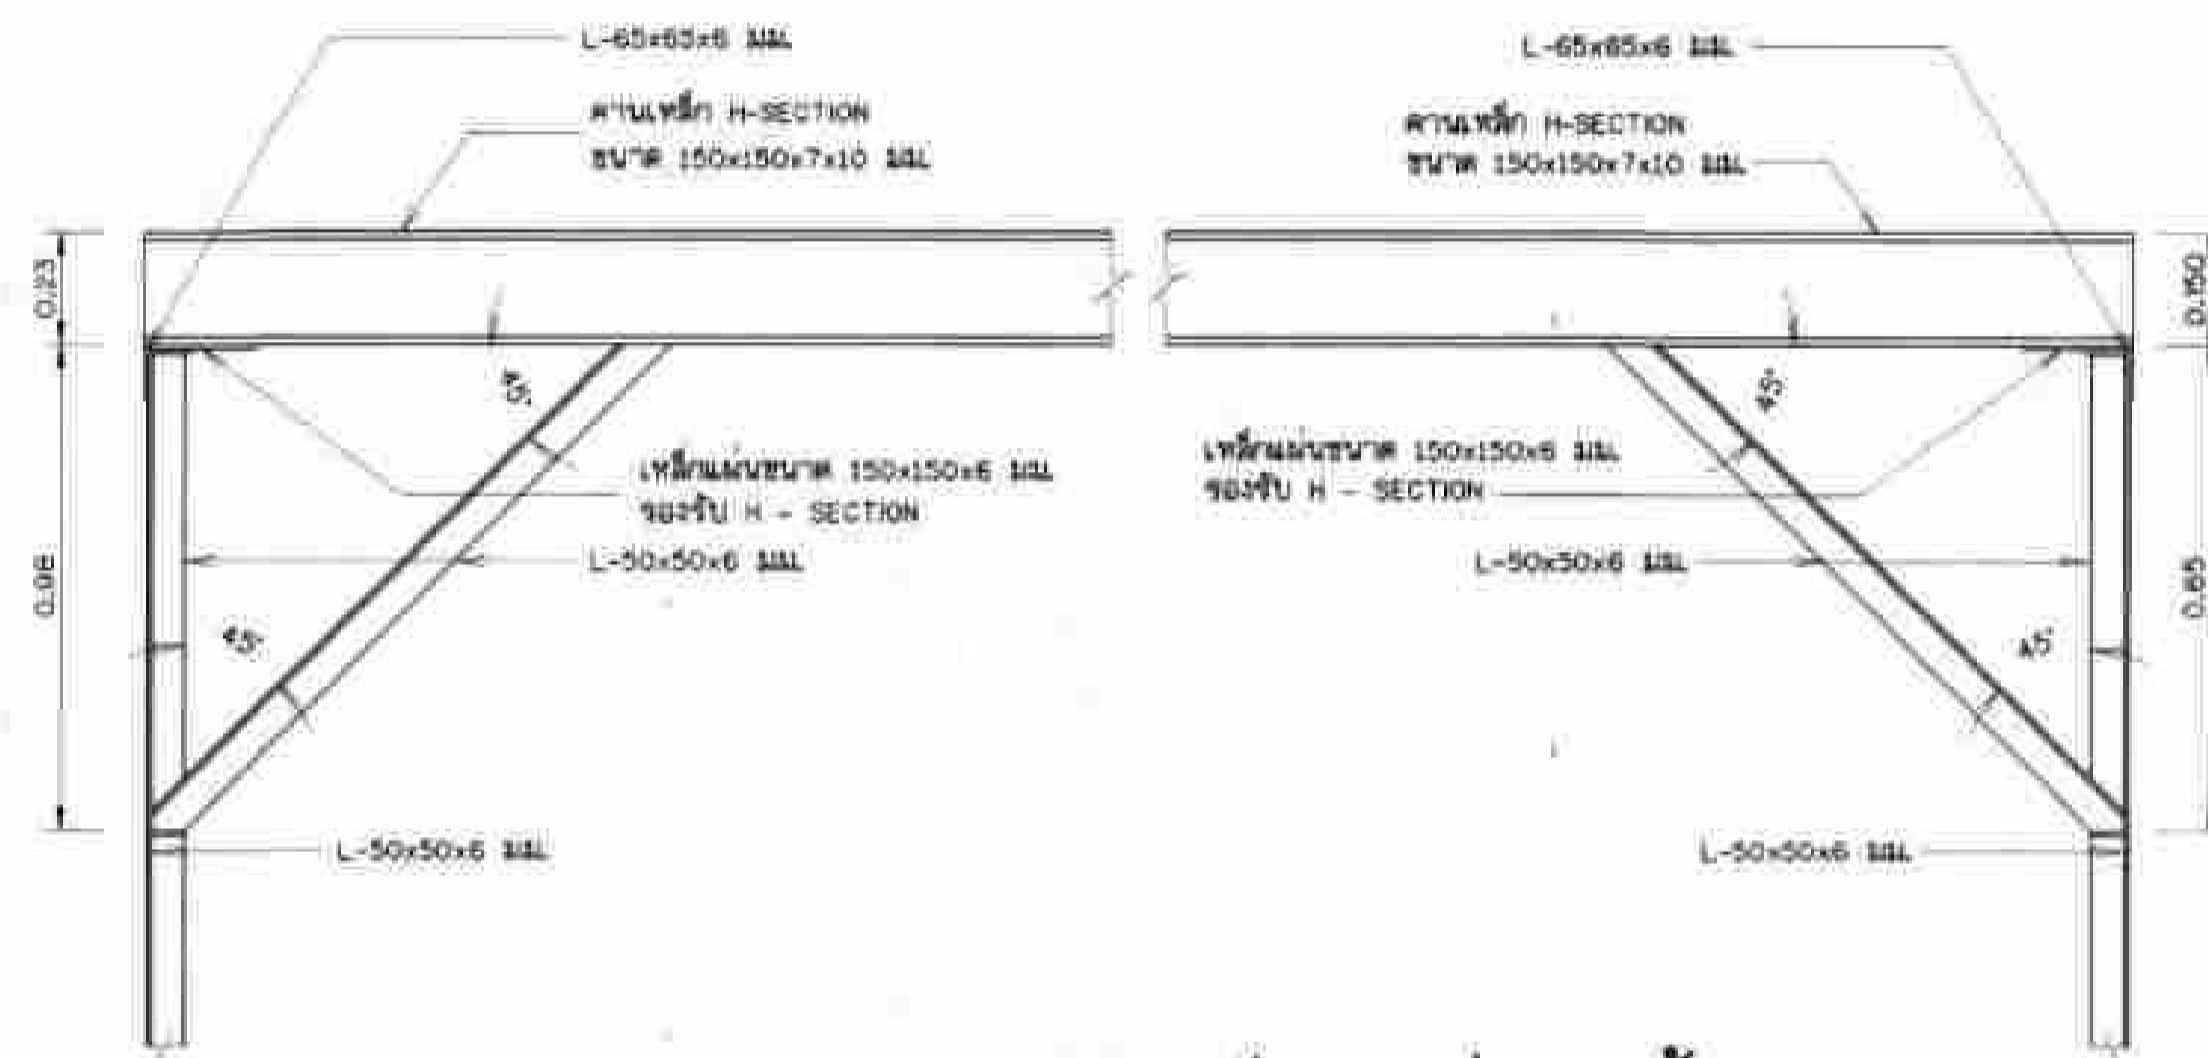 L-65x65x6 มม.
L-65x65x6 มม.
คานเหล็ก H-SECTION
ขนาด 150x150x7x10 มม.
คานเหล็ก H-SECTION
ขนาด 150x150x7x10 มม.
0.23
0.150
45°
เหล็กแผ่นขนาด 150x150x6 มม.
รองรับ H - SECTION
เหล็กแผ่นขนาด 150x150x6 มม.
รองรับ H - SECTION
L-50x50x6 มม.
L-50x50x6 มม.
0.65
45°
45°
L-50x50x6 มม.
L-50x50x6 มม.